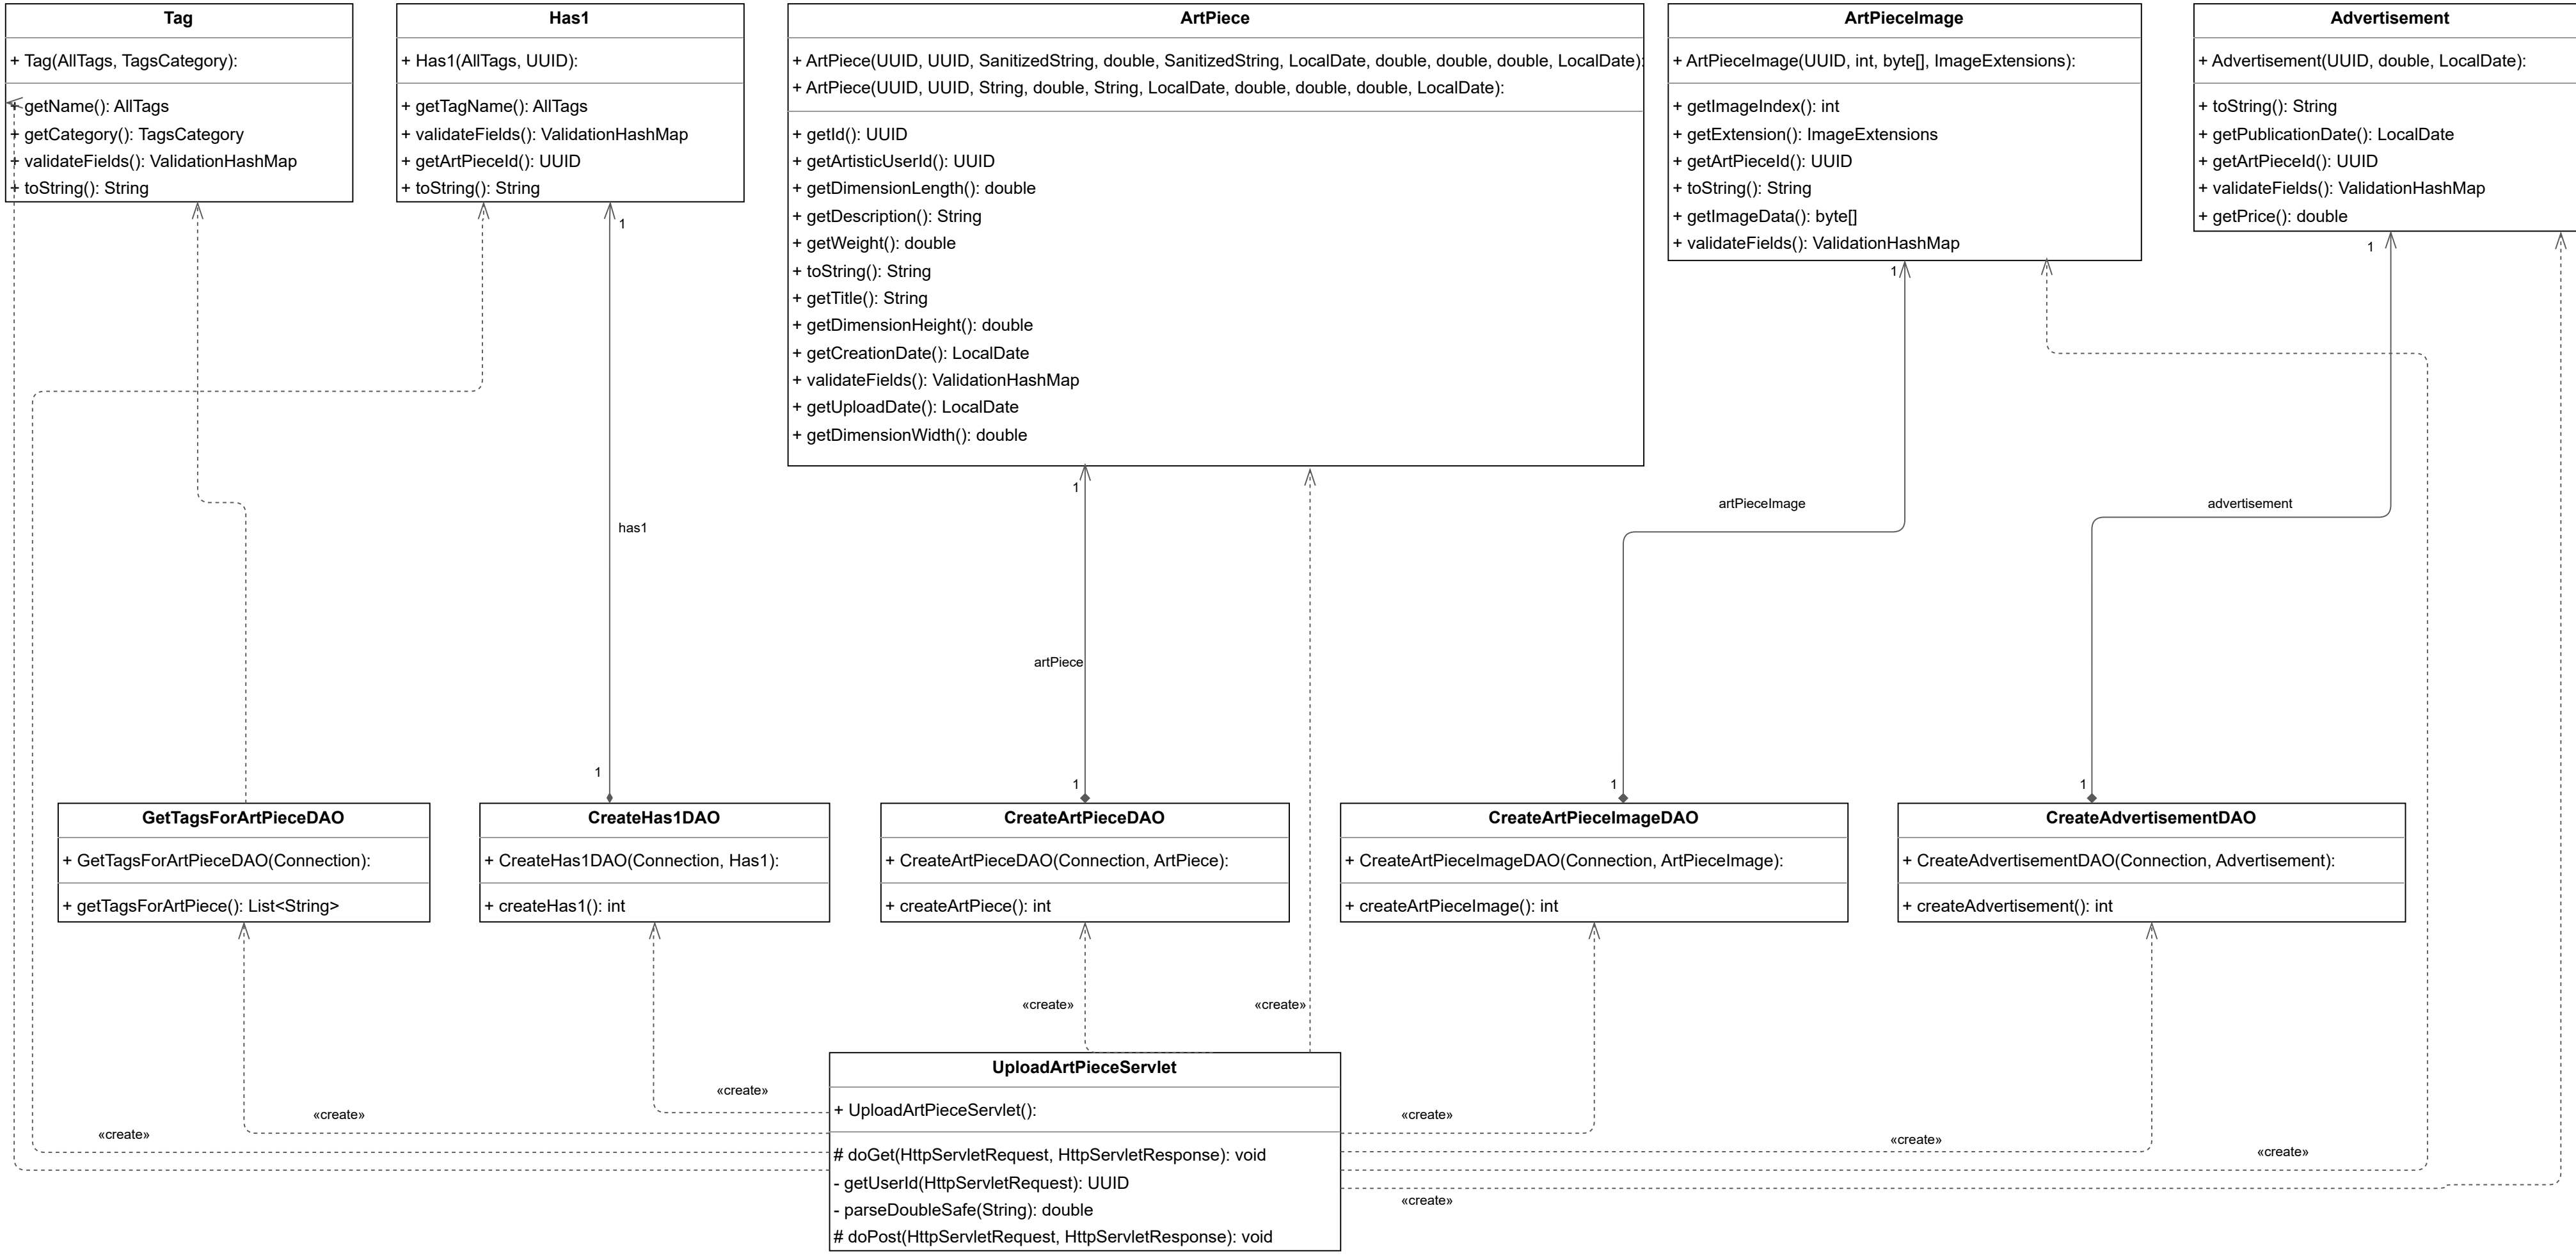 Tag
+ Tag(AllTags, TagsCategory):
+ getName(): AllTags
+ getCategory(): TagsCategory
+ validateFields(): ValidationHashMap
+ toString(): String
Has1
+ Has1(AllTags, UUID):
+ getTagName(): AllTags
+ validateFields(): ValidationHashMap
+ getArtPieceId(): UUID
+ toString(): String
ArtPiece
+ ArtPiece(UUID, UUID, SanitizedString, double, SanitizedString, LocalDate, double, double, double, LocalDate):
+ ArtPiece(UUID, UUID, String, double, String, LocalDate, double, double, double, LocalDate):
+ getId(): UUID
+ getArtisticUserId(): UUID
+ getDimensionLength(): double
+ getDescription(): String
+ getWeight(): double
+ toString(): String
+ getTitle(): String
+ getDimensionHeight(): double
+ getCreationDate(): LocalDate
+ validateFields(): ValidationHashMap
+ getUploadDate(): LocalDate
+ getDimensionWidth(): double
ArtPieceImage
+ ArtPieceImage(UUID, int, byte[], ImageExtensions):
+ getImageIndex(): int
+ getExtension(): ImageExtensions
+ getArtPieceId(): UUID
+ toString(): String
+ getImageData(): byte[]
+ validateFields(): ValidationHashMap
Advertisement
+ Advertisement(UUID, double, LocalDate):
+ toString(): String
+ getPublicationDate(): LocalDate
+ getArtPieceId(): UUID
+ validateFields(): ValidationHashMap
+ getPrice(): double
1
1
1
1
has1
artPiece
artPieceImage
advertisement
1
1
1
1
GetTagsForArtPieceDAO
+ GetTagsForArtPieceDAO(Connection):
+ getTagsForArtPiece(): List<String>
CreateHas1DAO
+ CreateHas1DAO(Connection, Has1):
+ createHas1(): int
CreateArtPieceDAO
+ CreateArtPieceDAO(Connection, ArtPiece):
+ createArtPiece(): int
CreateArtPieceImageDAO
+ CreateArtPieceImageDAO(Connection, ArtPieceImage):
+ createArtPieceImage(): int
CreateAdvertisementDAO
+ CreateAdvertisementDAO(Connection, Advertisement):
+ createAdvertisement(): int
«create»
«create»
«create»
«create»
«create»
«create»
«create»
«create»
«create»
UploadArtPieceServlet
+ UploadArtPieceServlet():
# doGet(HttpServletRequest, HttpServletResponse): void
- getUserId(HttpServletRequest): UUID
- parseDoubleSafe(String): double
# doPost(HttpServletRequest, HttpServletResponse): void